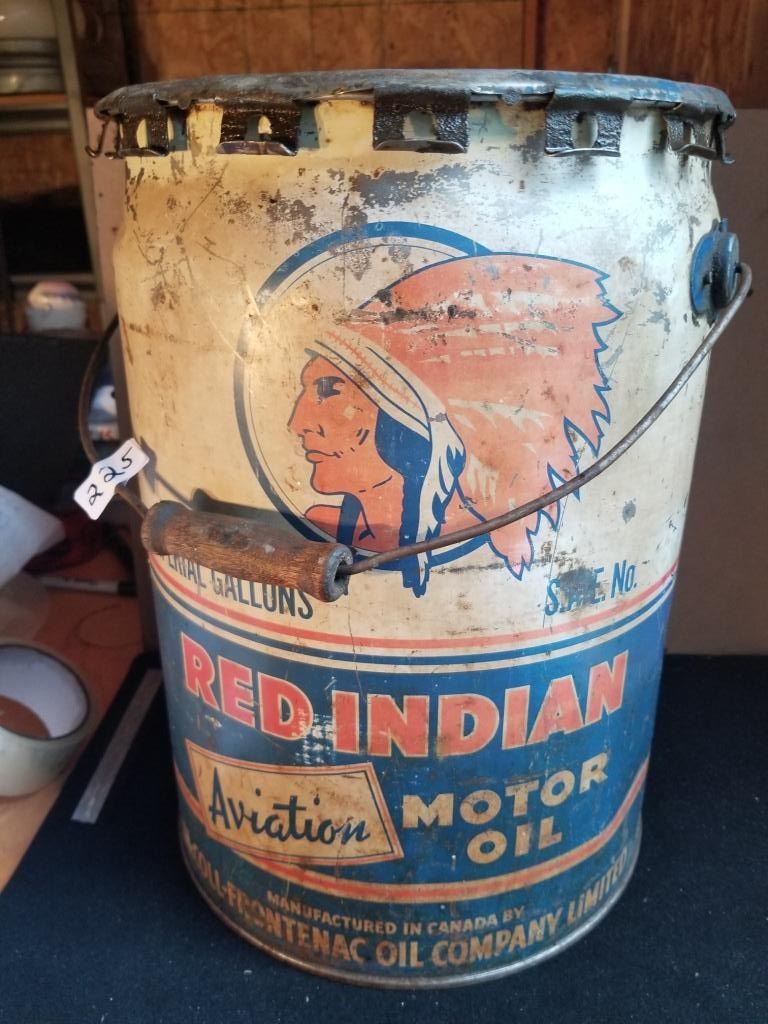 225
GALLONS
S.A.E. No.
RED INDIAN
Aviation
MOTOR
OIL
MANUFACTURED IN CANADA BY
FRONTENAC OIL COMPANY LIMITED